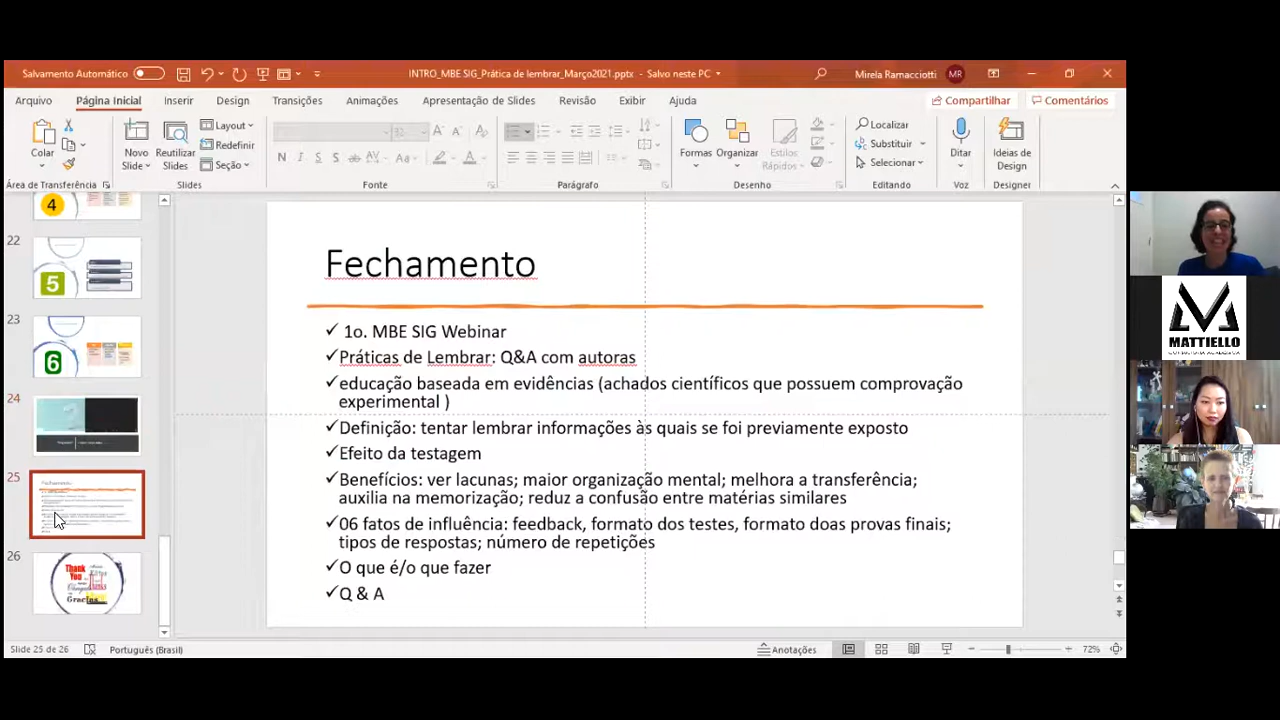 Salvamento Automático
INTRO_MBE SIG_Prática de lembrar_Março2021.pptx - Salvo neste PC
Mirela Ramacciotti
MR
Arquivo Página Inicial Inserir Design Transições Animações Apresentação de Slides Revisão Exibir Ajuda
Compartilhar Comentários
Colar
Novo Slide
Reutilizar Slides
Layout
Redefinir
Seção
Formas
Organizar
Estilos Rápidos
Localizar
Substituir
Selecionar
Ditar
Ideias de Design
Área de Transferência Slides Fonte Parágrafo Desenho Editando Voz Designer
4
22
5
23
6
24
25
Fechamento
26
Thank You
Gracias
Fechamento
✓ 1o. MBE SIG Webinar
✓ Práticas de Lembrar: Q&A com autoras
✓ educação baseada em evidências (achados científicos que possuem comprovação
experimental )
✓ Definição: tentar lembrar informações às quais se foi previamente exposto
✓ Efeito da testagem
✓ Benefícios: ver lacunas; maior organização mental; melhora a transferência;
auxilia na memorização; reduz a confusão entre matérias similares
✓ 06 fatos de influência: feedback, formato dos testes, formato doas provas finais;
tipos de respostas; número de repetições
✓ O que é/o que fazer
✓ Q & A
Slide 25 de 26
Português (Brasil)
Anotações
72%
MATTIELLO